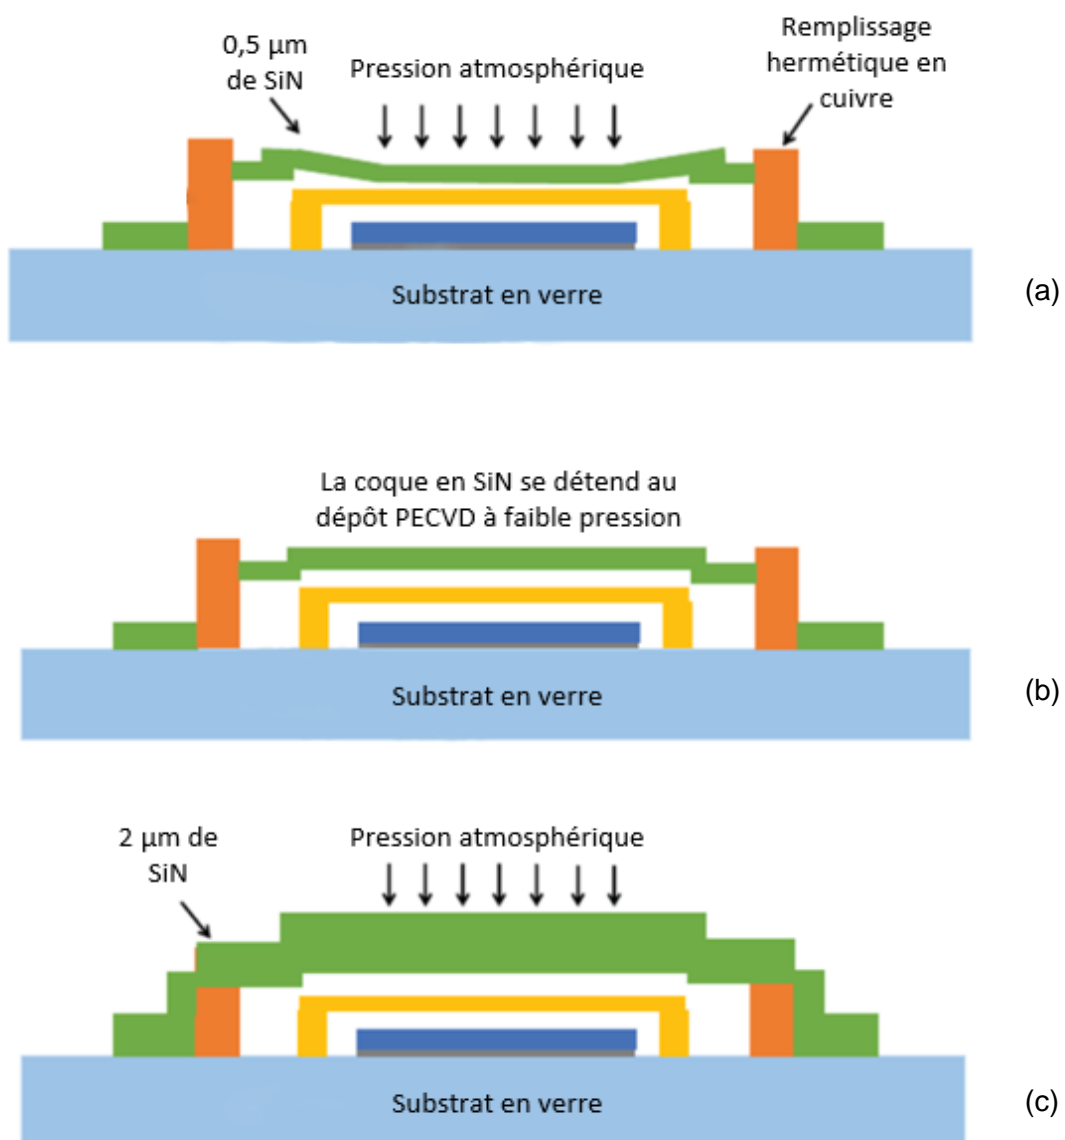 0,5 µm
de SiN
Pression atmosphérique
Remplissage
hermétique en
cuivre
Substrat en verre
(a)
La coque en SiN se détend au
dépôt PECVD à faible pression
Substrat en verre
(b)
2 µm de
SiN
Pression atmosphérique
Substrat en verre
(c)